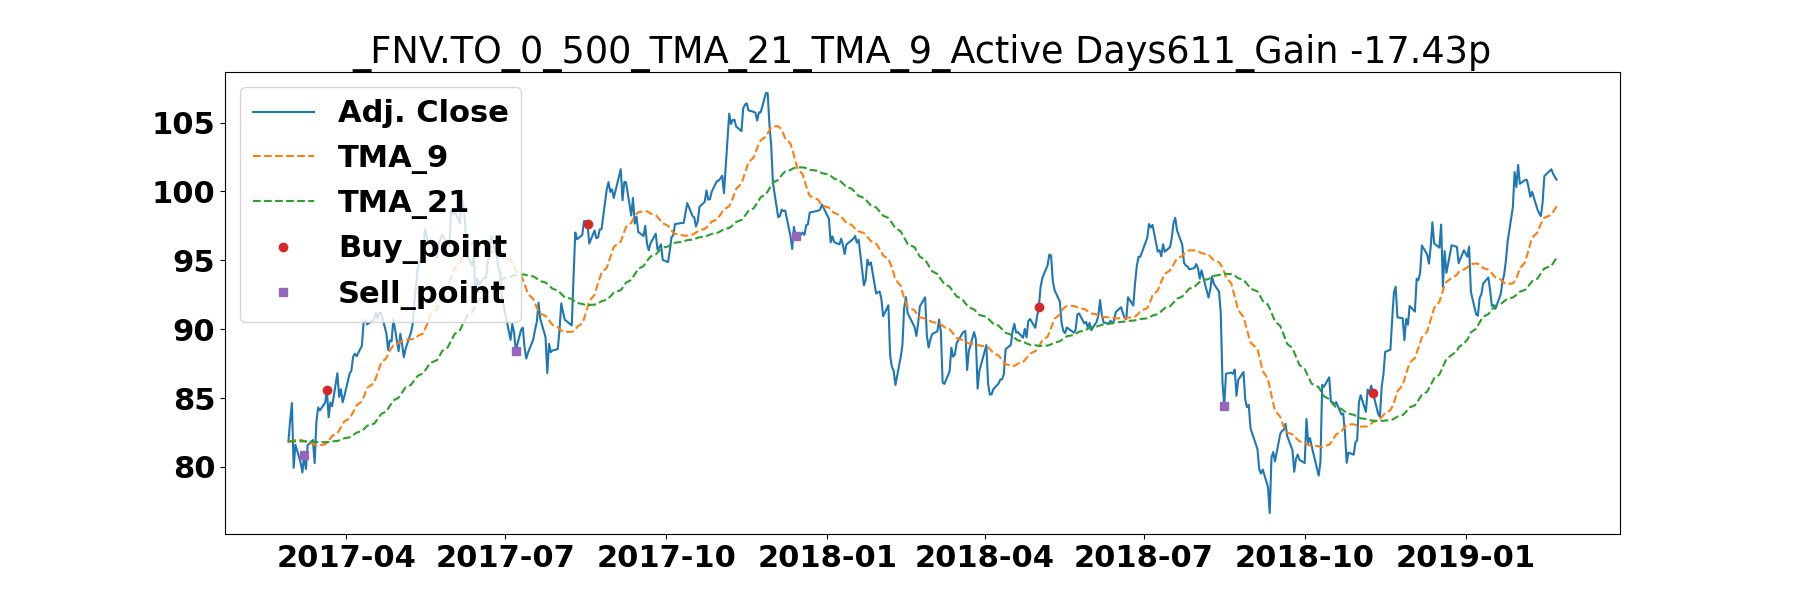 _FNV.TO_0_500_TMA_21_TMA_9_Active Days611_Gain -17.43p
Adj. Close
TMA_9
TMA_21
Buy_point
Sell_point
105
100
95
90
85
80
2017-04 2017-07 2017-10 2018-01 2018-04 2018-07 2018-10 2019-01